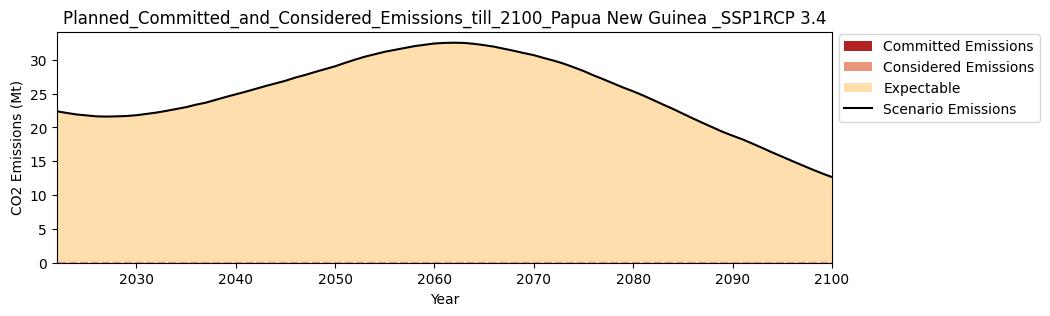 Planned_Committed_and_Considered_Emissions_till_2100_Papua New Guinea _SSP1RCP 3.4
CO2 Emissions (Mt)
30
25
20
15
10
5
0
2030 2040 2050 2060 2070 2080 2090 2100
Year
Committed Emissions
Considered Emissions
Expectable
Scenario Emissions